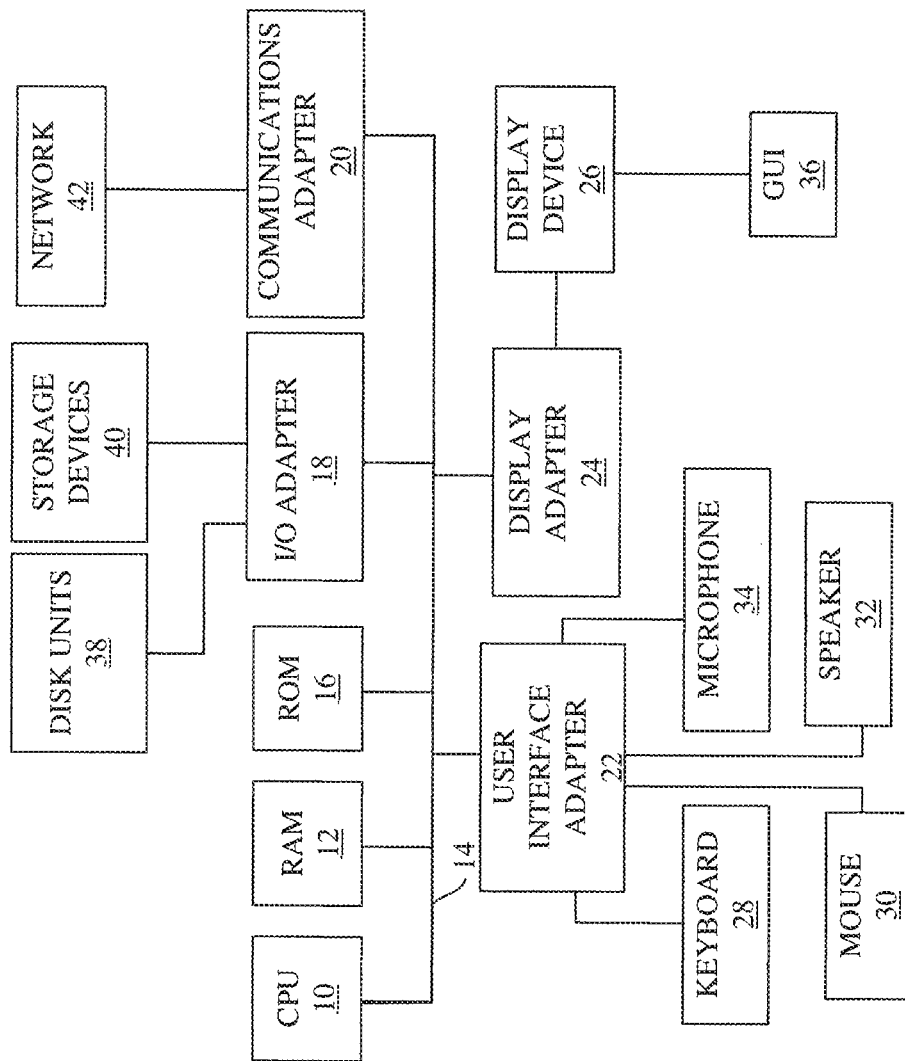 DISK UNITS
38
STORAGE
DEVICES
40
NETWORK
42
CPU
10
RAM
12
ROM
16
I/O ADAPTER
18
COMMUNICATIONS
ADAPTER
20
14
USER
INTERFACE
ADAPTER
22
DISPLAY
ADAPTER
24
DISPLAY
DEVICE
26
KEYBOARD
28
MICROPHONE
34
GUI
36
MOUSE
30
SPEAKER
32